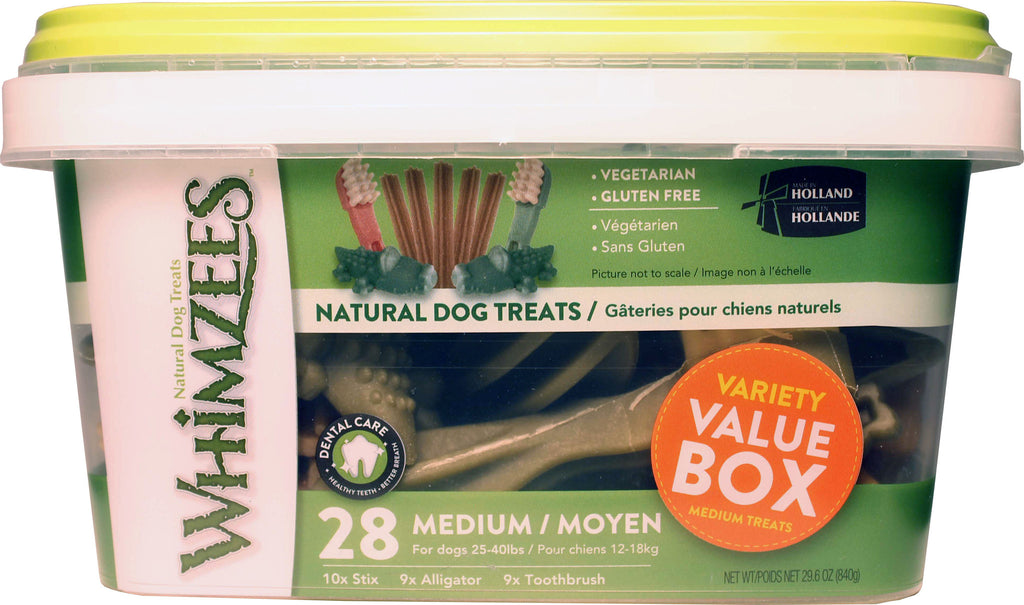 WHIMZEES™
Natural Dog Treats
• VEGETARIAN
• GLUTEN FREE
• Végétarien
• Sans Gluten
MADE IN
HOLLAND
FABRIQUÉ EN
HOLLANDE
Picture not to scale / Image non à l'échelle
NATURAL DOG TREATS / Gâteries pour chiens naturels
DENTAL CARE
• HEALTHY TEETH • BETTER BREATH
VARIETY
VALUE
BOX
MEDIUM TREATS
28 MEDIUM / MOYEN
For dogs 25-40lbs / Pour chiens 12-18kg
10x Stix 9x Alligator 9x Toothbrush
NET WT/POIDS NET 29.6 OZ (840g)